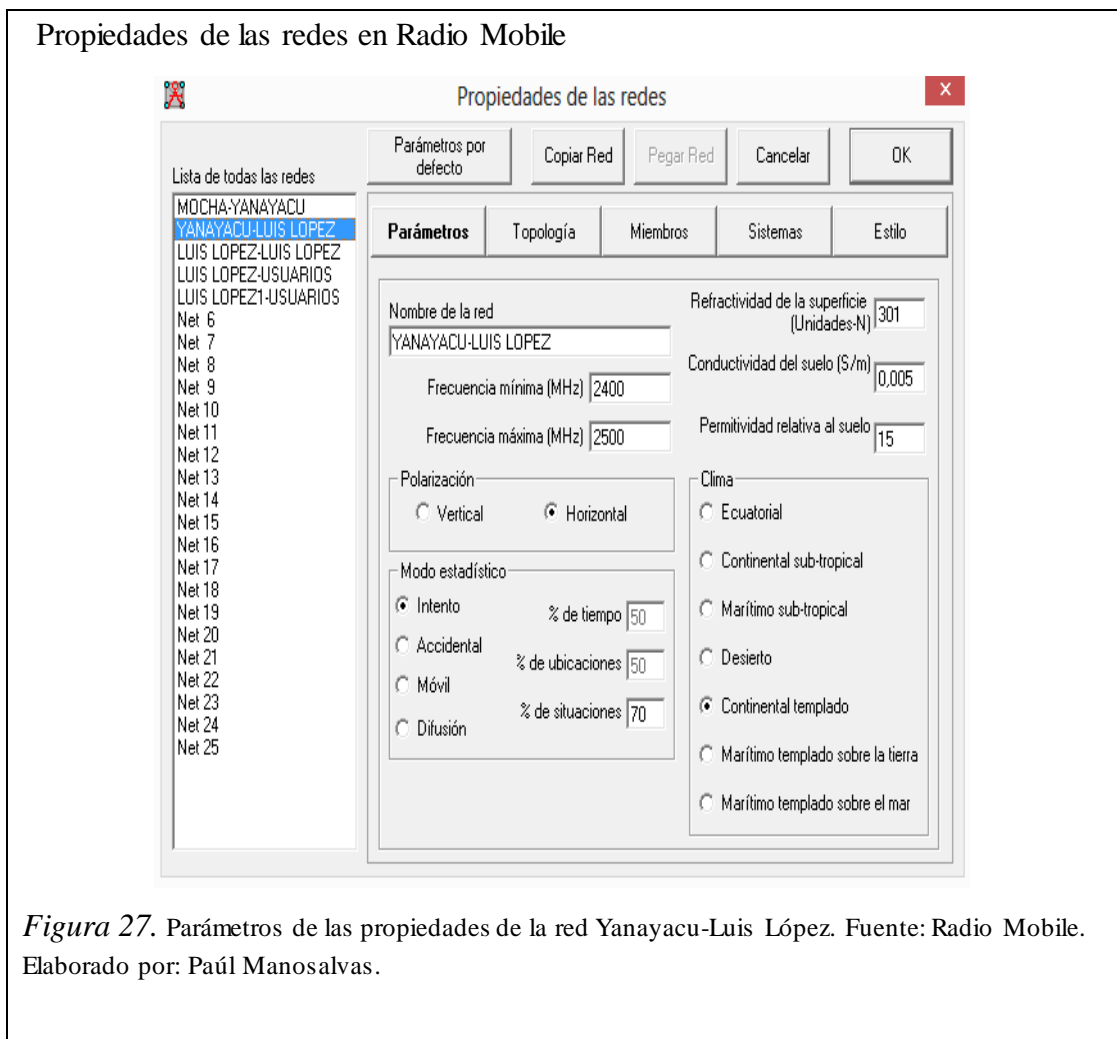 Propiedades de las redes en Radio Mobile
Propiedades de las redes
x
Parámetros por
defecto
Copiar Red
Pegar Red
Cancelar
OK
Lista de todas las redes
MOCHA-YANAYACU
YANAYACU-LUIS LOPEZ
LUIS LOPEZ-LUIS LOPEZ
LUIS LOPEZ-USUARIOS
LUIS LOPEZ1-USUARIOS
Net 6
Net 7
Net 8
Net 9
Net 10
Net 11
Net 12
Net 13
Net 14
Net 15
Net 16
Net 17
Net 18
Net 19
Net 20
Net 21
Net 22
Net 23
Net 24
Net 25
Parámetros
Topología
Miembros
Sistemas
Estilo
Nombre de la red
YANAYACU-LUIS LOPEZ
Frecuencia mínima (MHz) 2400
Frecuencia máxima (MHz) 2500
Polarización
Vertical
Horizontal
Modo estadístico
Intento
Accidental
Móvil
Difusión
% de tiempo 50
% de ubicaciones 50
% de situaciones 70
Refractividad de la superficie
(Unidades-N) 301
Conductividad del suelo (S/m) 0,005
Permitividad relativa al suelo 15
Clima
Ecuatorial
Continental sub-tropical
Marítimo sub-tropical
Desierto
Continental templado
Marítimo templado sobre la tierra
Marítimo templado sobre el mar
Figura 27. Parámetros de las propiedades de la red Yanayacu-Luis López. Fuente: Radio Mobile.
Elaborado por: Paúl Manosalvas.